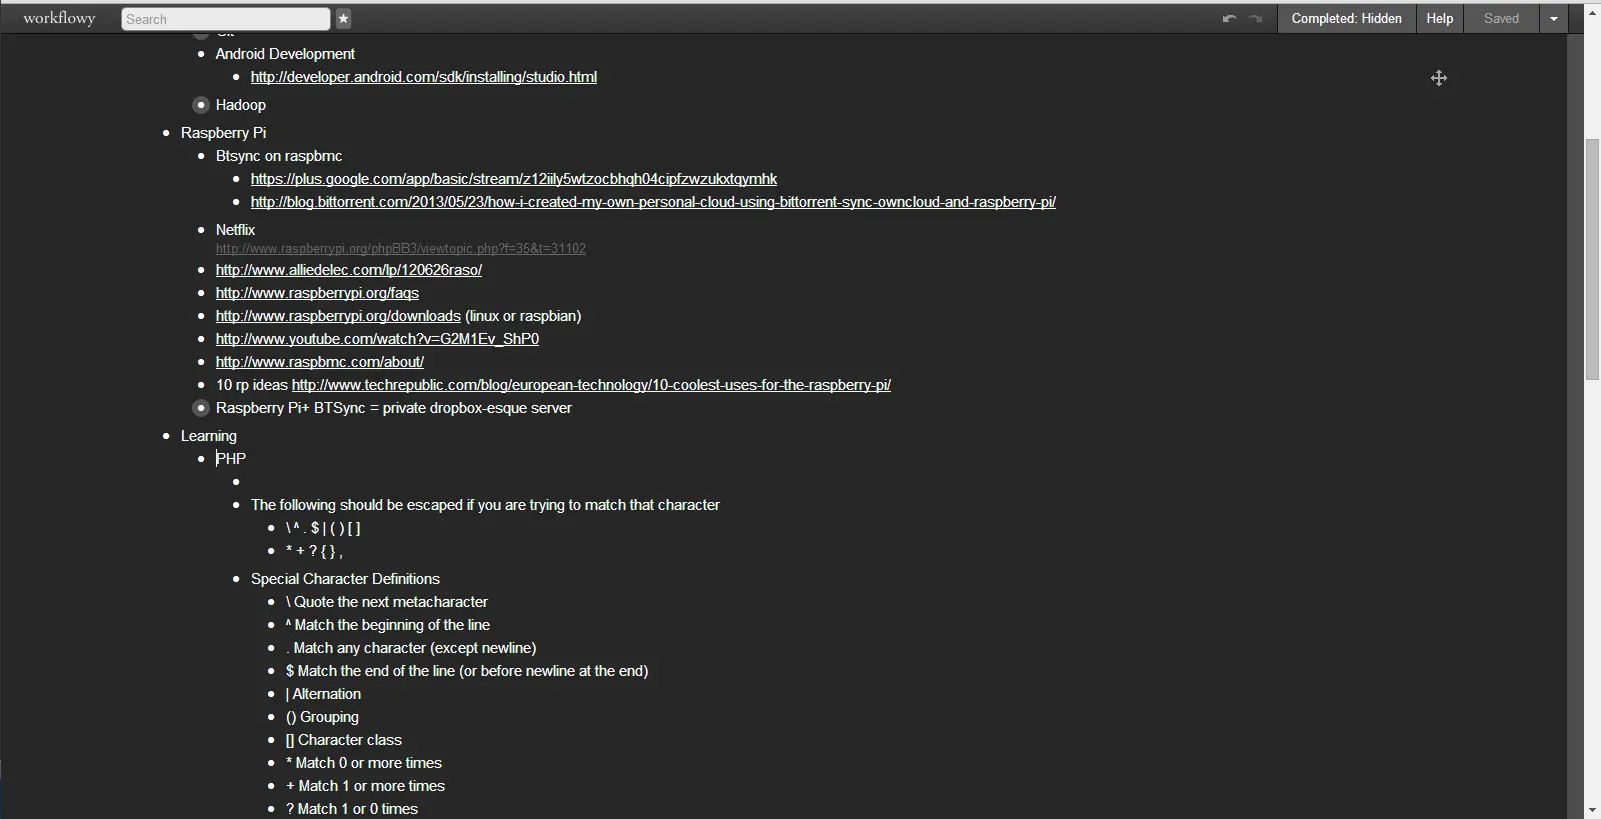 workflowy
Search
Completed: Hidden
Help
Saved
Git
Android Development
http://developer.android.com/sdk/installing/studio.html
Hadoop
Raspberry Pi
Btsync on raspbmc
https://plus.google.com/app/basic/stream/z12iily5wtzocbhqh04cipfzwzukxtqymhk
http://blog.bittorrent.com/2013/05/23/how-i-created-my-own-personal-cloud-using-bittorrent-sync-owncloud-and-raspberry-pi/
Netflix
http://www.raspberrypi.org/phpBB3/viewtopic.php?f=35&t=31102
http://www.alliedelec.com/lp/120626raso/
http://www.raspberrypi.org/faqs
http://www.raspberrypi.org/downloads (linux or raspbian)
http://www.youtube.com/watch?v=G2M1Ev_ShP0
http://www.raspbmc.com/about/
10 rp ideas http://www.techrepublic.com/blog/european-technology/10-coolest-uses-for-the-raspberry-pi/
Raspberry Pi+ BTSync = private dropbox-esque server
Learning
PHP
The following should be escaped if you are trying to match that character
\ ^ . $ | ( ) [ ]
* + ? { } ,
Special Character Definitions
\ Quote the next metacharacter
^ Match the beginning of the line
. Match any character (except newline)
$ Match the end of the line (or before newline at the end)
| Alternation
() Grouping
[] Character class
* Match 0 or more times
+ Match 1 or more times
? Match 1 or 0 times